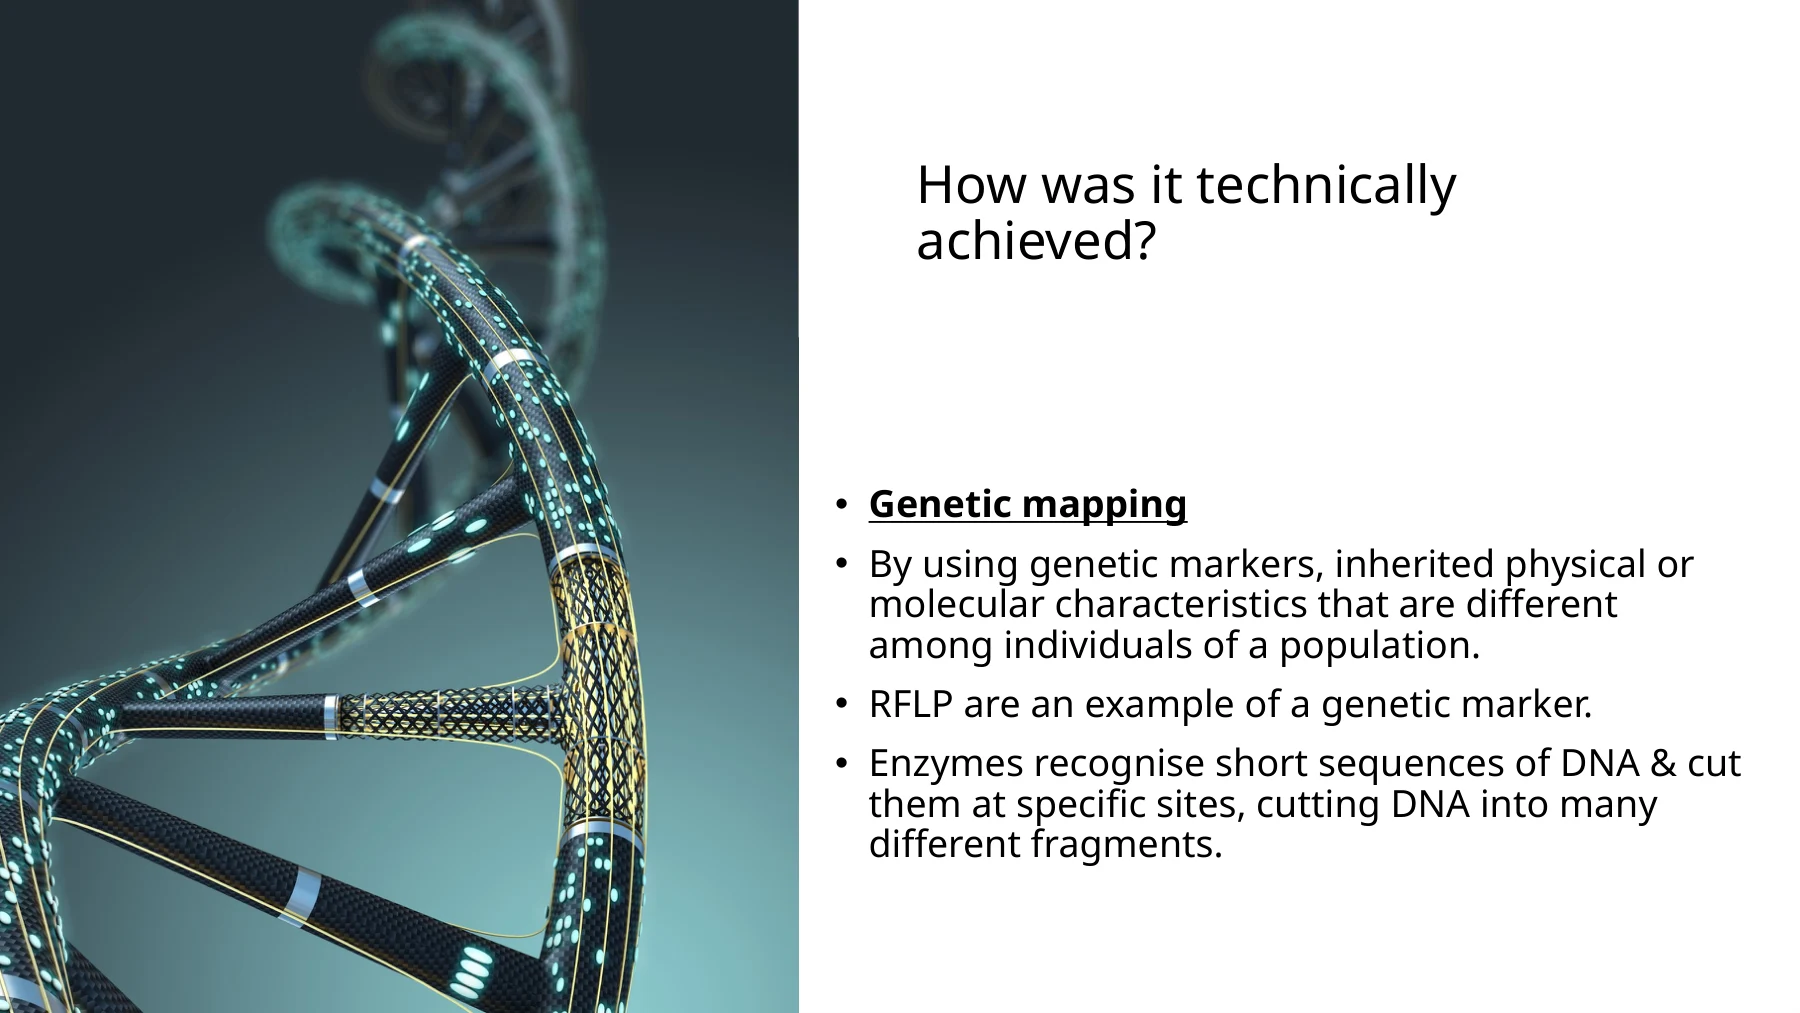 How was it technically
achieved?
• Genetic mapping
• By using genetic markers, inherited physical or
molecular characteristics that are different
among individuals of a population.
• RFLP are an example of a genetic marker.
• Enzymes recognise short sequences of DNA & cut
them at specific sites, cutting DNA into many
different fragments.